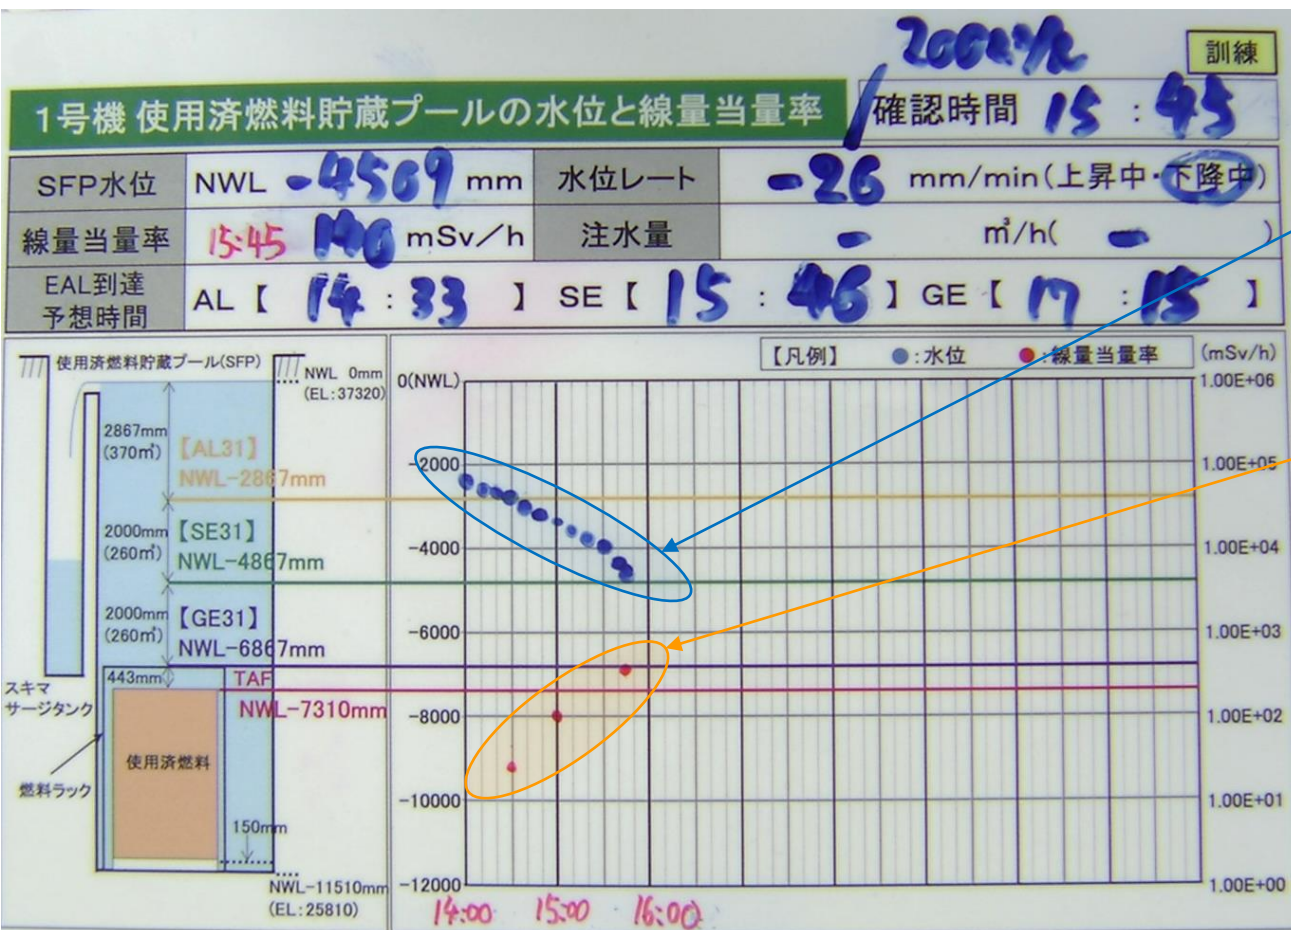 訓練
1号機 使用済燃料貯蔵プールの水位と線量当量率
確認時間 15 : 45
SFP水位 NWL -4569 mm 水位レート -26 mm/min(上昇中・下降中)
線量当量率 15:45 190 mSv/h 注水量 - ㎥/h( - )
EAL到達予想時間 AL【 14 : 33 】 SE【 15 : 46 】 GE【 17 : 15 】
使用済燃料貯蔵プール(SFP)
NWL 0mm
(EL:37320)
2867mm
(370㎥)
【AL31】
NWL-2867mm
2000mm
(260㎥)
【SE31】
NWL-4867mm
2000mm
(260㎥)
【GE31】
NWL-6867mm
443mm
TAF
NWL-7310mm
スキマ
サージタンク
使用済燃料
燃料ラック
150mm
NWL-11510mm
(EL:25810)
【凡例】 ●:水位 ●:線量当量率 (mSv/h)
0(NWL) 1.00E+06
-2000 1.00E+05
-4000 1.00E+04
-6000 1.00E+03
-8000 1.00E+02
-10000 1.00E+01
-12000 1.00E+00
14:00 15:00 16:00